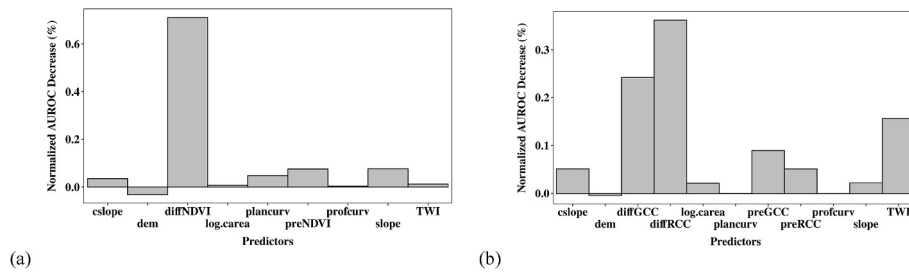 Normalized AUROC Decrease (%)
0.6
0.4
0.2
0.0
cslope diffNDVI plancurv profcurv TWI
dem log.carea preNDVI slope
Predictors
(a)
Normalized AUROC Decrease (%)
0.3
0.2
0.1
0.0
cslope diffGCC log.carea preGCC profcurv TWI
dem diffRCC plancurv preRCC slope
Predictors
(b)